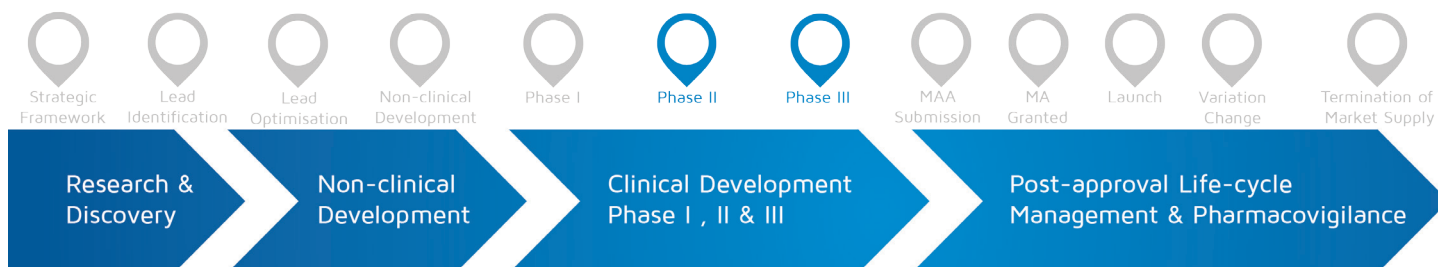 Strategic
Framework
Lead
Identification
Lead
Optimisation
Non-clinical
Development
Phase I
Phase II
Phase III
MAA
Submission
MA
Granted
Launch
Variation
Change
Termination of
Market Supply
Research &
Discovery
Non-clinical
Development
Clinical Development
Phase I , II & III
Post-approval Life-cycle
Management & Pharmacovigilance